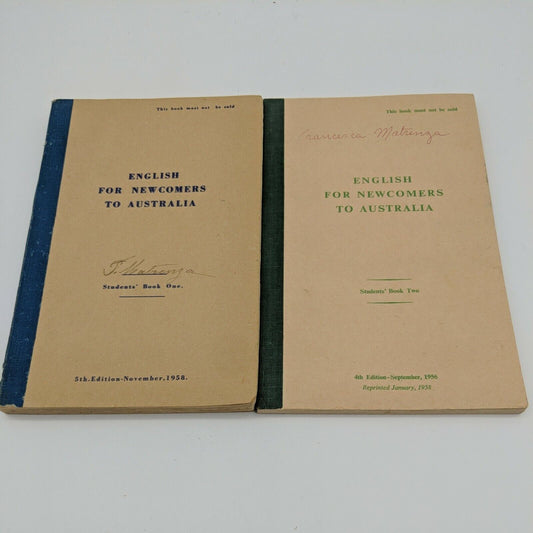 This book must not be sold
ENGLISH
FOR NEWCOMERS
TO AUSTRALIA
F. Matrenza
Students' Book One.
5th. Edition-November, 1958.
This book must not be sold
Francesca Matrenza
ENGLISH
FOR NEWCOMERS
TO AUSTRALIA
Students' Book Two
4th Edition-September, 1956
Reprinted January, 1958